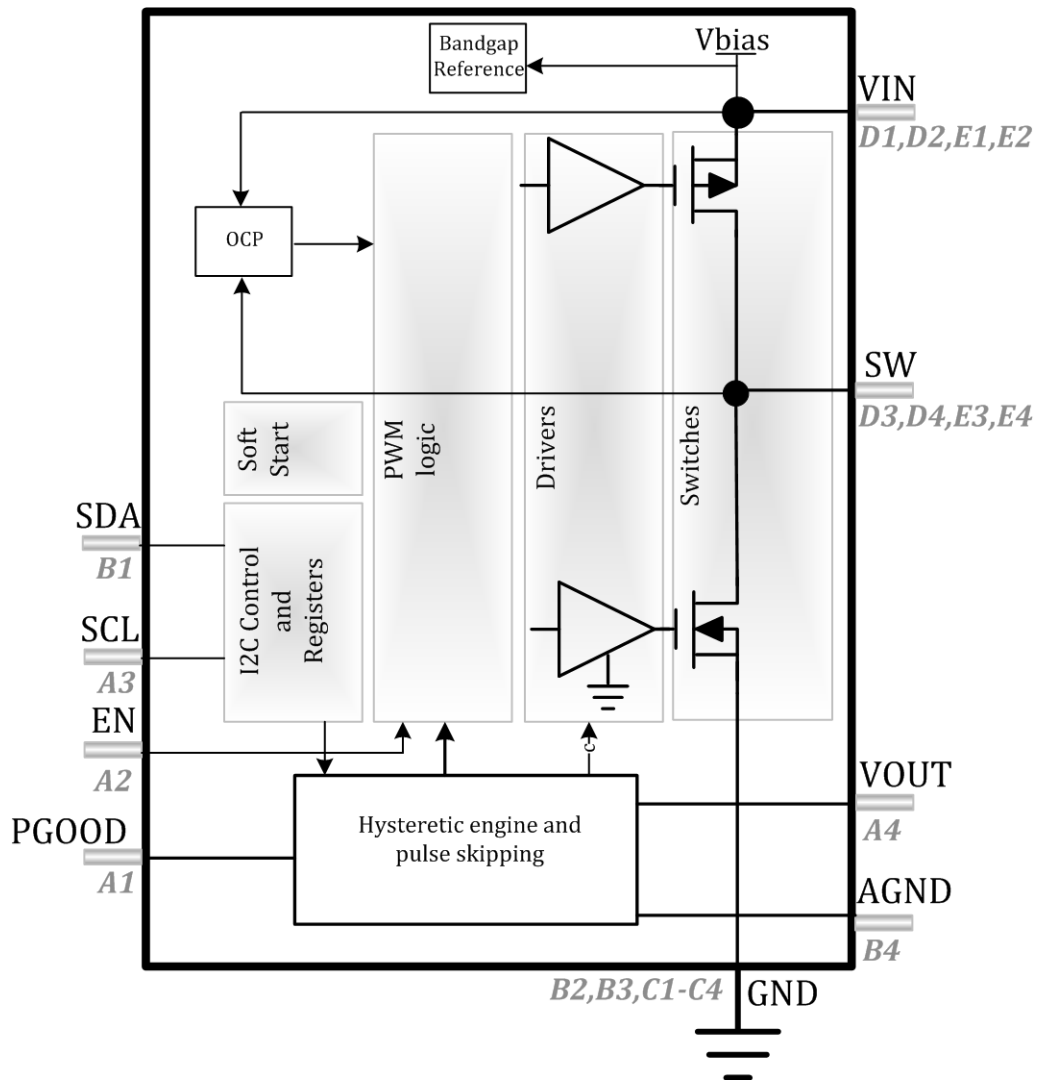 Bandgap
Reference
Vbias
VIN
D1,D2,E1,E2
OCP
SW
D3,D4,E3,E4
Soft
Start
PWM
logic
Drivers
Switches
SDA
B1
I2C Control
and
Registers
SCL
A3
EN
A2
c
VOUT
A4
PGOOD
A1
Hysteretic engine and
pulse skipping
AGND
B4
B2,B3,C1-C4
GND